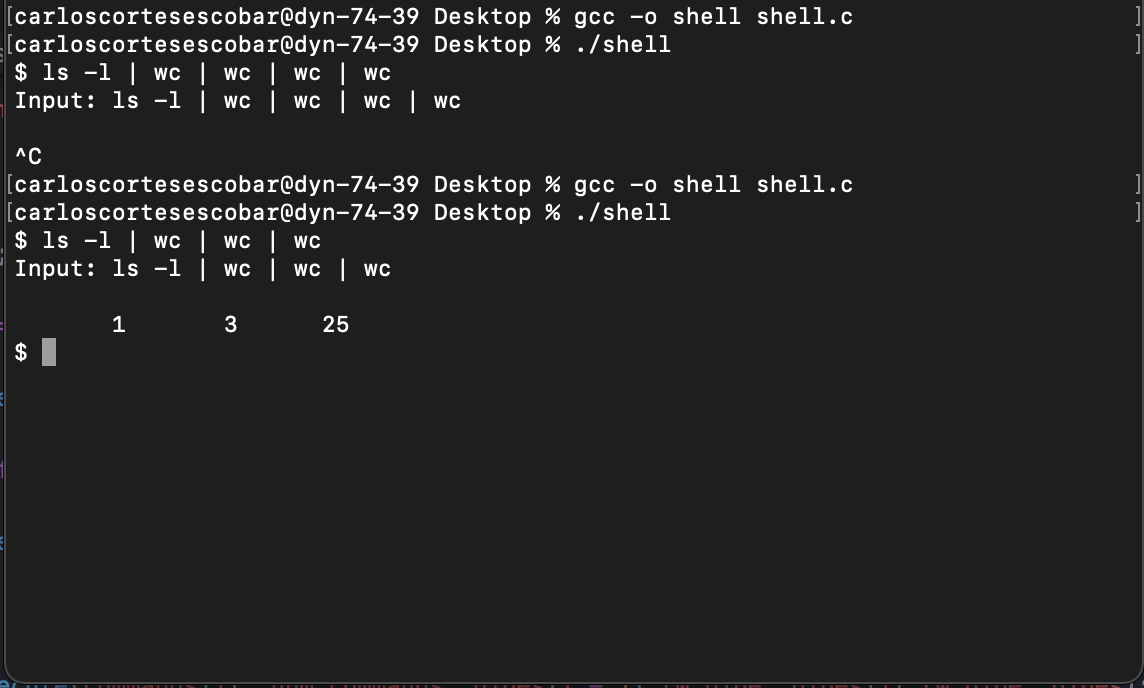 [carloscortesescobar@dyn-74-39 Desktop % gcc -o shell shell.c ]
[carloscortesescobar@dyn-74-39 Desktop % ./shell ]
$ ls -l | wc | wc | wc | wc
Input: ls -l | wc | wc | wc | wc
^C
[carloscortesescobar@dyn-74-39 Desktop % gcc -o shell shell.c ]
[carloscortesescobar@dyn-74-39 Desktop % ./shell ]
$ ls -l | wc | wc | wc
Input: ls -l | wc | wc | wc
1 3 25
$